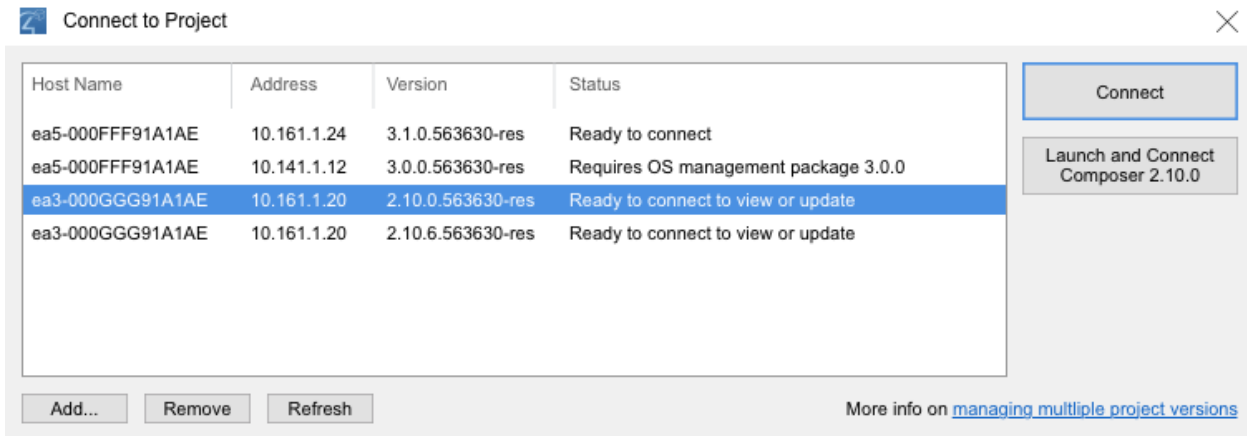 Connect to Project
Host Name Address Version Status
ea5-000FFF91A1AE 10.161.1.24 3.1.0.563630-res Ready to connect
ea5-000FFF91A1AE 10.141.1.12 3.0.0.563630-res Requires OS management package 3.0.0
ea3-000GGG91A1AE 10.161.1.20 2.10.0.563630-res Ready to connect to view or update
ea3-000GGG91A1AE 10.161.1.20 2.10.6.563630-res Ready to connect to view or update
Connect
Launch and Connect
Composer 2.10.0
Add... Remove Refresh More info on managing multliple project versions